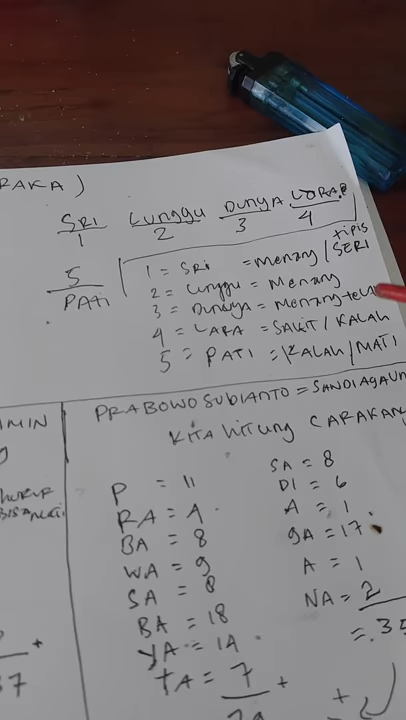 RAKA )
SRI LUNGGU DUNYA LORAP
1 2 3 4
5
PATI
1 = SRI = menang / tipis SERI
2 = Lunggu = Menang
3 = Dunya = Menang
4 = LARA = SAKIT / KALAH
5 = PATI = KALAH / MATI
MIN
PRABOWO SUBIANTO = SANDIAGAUN
KITA HITUNG CARAKAN
P = 11
RA = 4
BA = 8
WA = 9
SA = 8
BA = 18
YA = 14
TA = 7
+
SA = 8
DI = 6
A = 1
GA = 17
A = 1
NA = 2
+
37
+